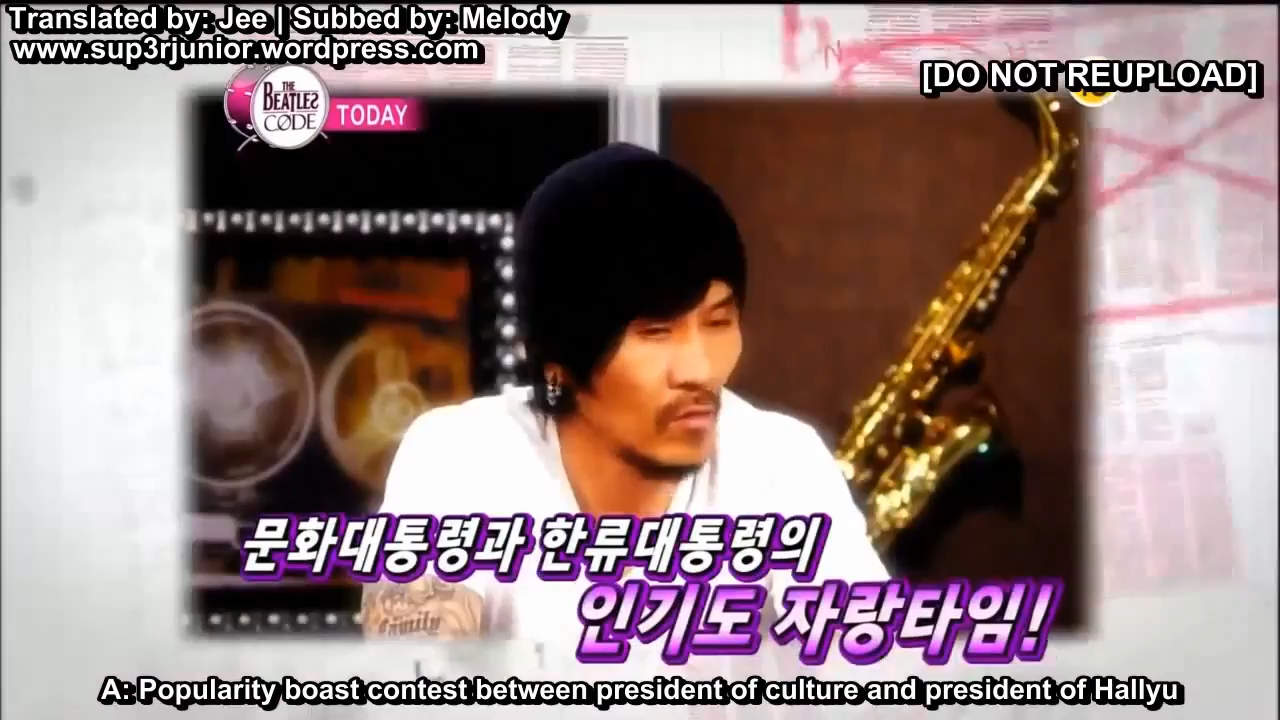 Translated by: Jee | Subbed by: Melody
www.sup3rjunior.wordpress.com
[DO NOT REUPLOAD]
THE
BEATLES
CODE
TODAY
문화대통령과 한류대통령의
인기도 자랑타임!
family
A: Popularity boast contest between president of culture and president of Hallyu